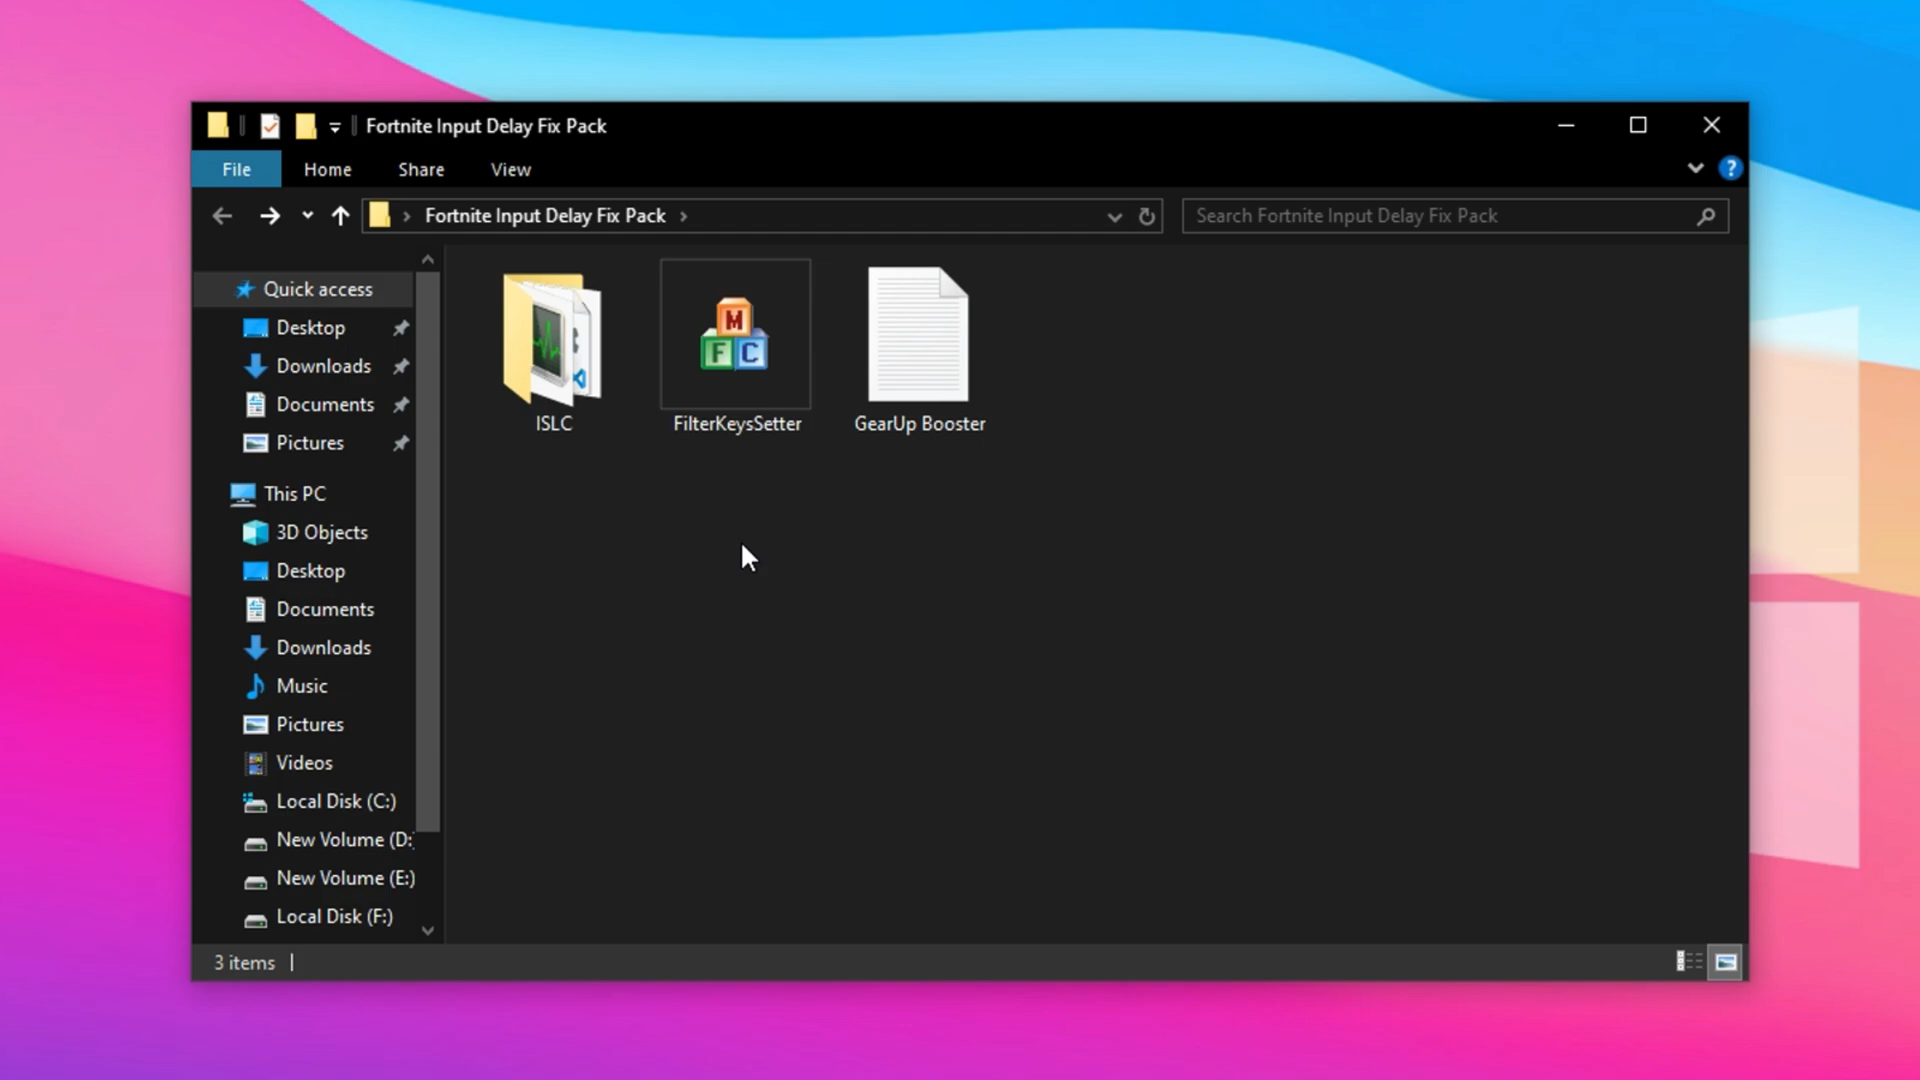 Fortnite Input Delay Fix Pack
File Home Share View
?
Fortnite Input Delay Fix Pack
Search Fortnite Input Delay Fix Pack
Quick access
Desktop
Downloads
Documents
Pictures
This PC
3D Objects
Desktop
Documents
Downloads
Music
Pictures
Videos
Local Disk (C:)
New Volume (D:
New Volume (E:)
Local Disk (F:)
M
F C
ISLC
FilterKeysSetter
GearUp Booster
3 items